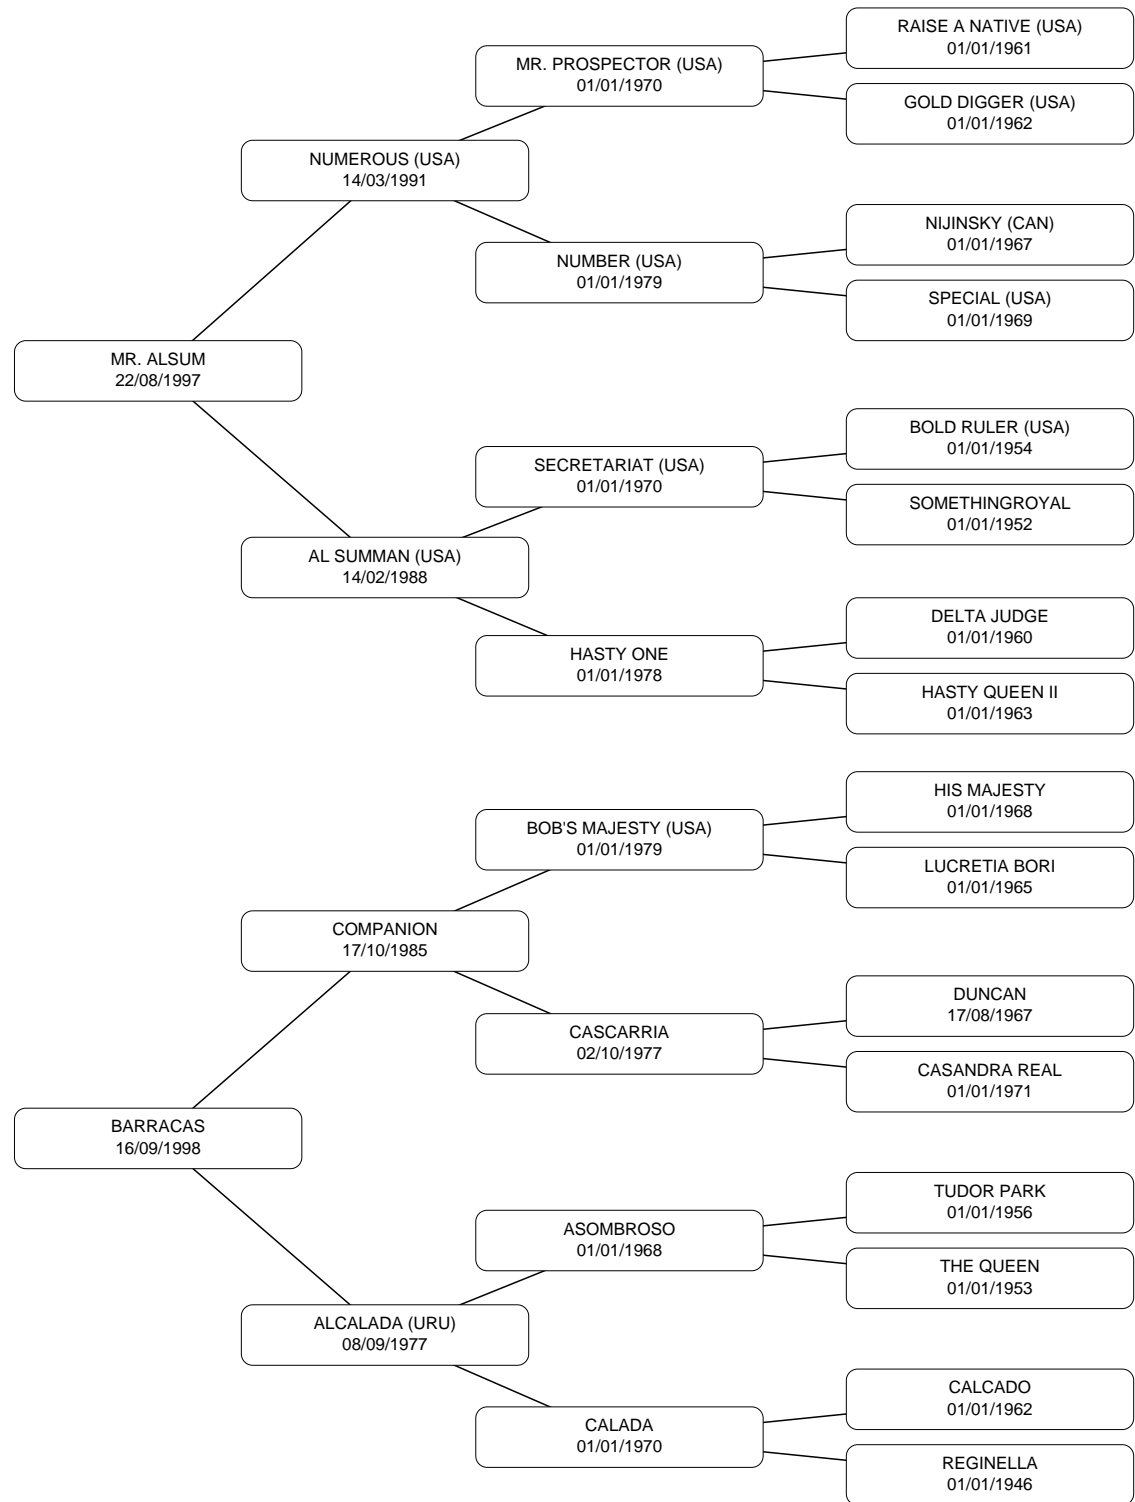 RAISE A NATIVE (USA)
01/01/1961
MR. PROSPECTOR (USA)
01/01/1970
GOLD DIGGER (USA)
01/01/1962
NUMEROUS (USA)
14/03/1991
NIJINSKY (CAN)
01/01/1967
NUMBER (USA)
01/01/1979
SPECIAL (USA)
01/01/1969
MR. ALSUM
22/08/1997
BOLD RULER (USA)
01/01/1954
SECRETARIAT (USA)
01/01/1970
SOMETHINGROYAL
01/01/1952
AL SUMMAN (USA)
14/02/1988
DELTA JUDGE
01/01/1960
HASTY ONE
01/01/1978
HASTY QUEEN II
01/01/1963
HIS MAJESTY
01/01/1968
BOB'S MAJESTY (USA)
01/01/1979
LUCRETIA BORI
01/01/1965
COMPANION
17/10/1985
DUNCAN
17/08/1967
CASCARRIA
02/10/1977
CASANDRA REAL
01/01/1971
BARRACAS
16/09/1998
TUDOR PARK
01/01/1956
ASOMBROSO
01/01/1968
THE QUEEN
01/01/1953
ALCALADA (URU)
08/09/1977
CALCADO
01/01/1962
CALADA
01/01/1970
REGINELLA
01/01/1946